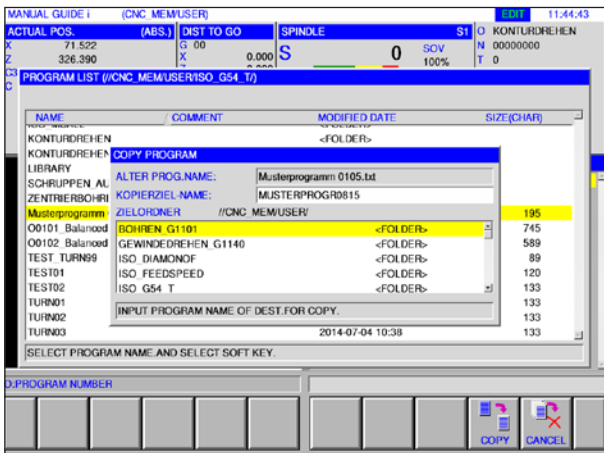 MANUAL GUIDE i (CNC_MEM/USER) EDIT 11:44:43
ACTUAL POS. (ABS.) DIST TO GO SPINDLE S1 O KONTURDREHEN
X 71.522 G 00 N 00000000
Z 326.390 X 0.000 S 0 SOV 100% T 0
C3 PROGRAM LIST (//CNC_MEM/USER/ISO_G54_T/)
C
NAME COMMENT MODIFIED DATE SIZE(CHAR)
KONTURDREHEN <FOLDER>
KONTURDREHEN
LIBRARY
SCHRUPPEN_AU
ZENTRIERBOHRI
Musterprogramm 195
O0101_Balanced 745
O0102_Balanced 589
TEST_TURN99 89
TEST01 120
TEST02 133
TURN01 133
TURN02 133
TURN03 2014-07-04 10:38 133
COPY PROGRAM
ALTER PROG.NAME: Musterprogramm 0105.txt
KOPIERZIEL-NAME: MUSTERPROGR0815
ZIELORDNER //CNC_MEM/USER/
BOHREN_G1101 <FOLDER>
GEWINDEDREHEN_G1140 <FOLDER>
ISO_DIAMONOF <FOLDER>
ISO_FEEDSPEED <FOLDER>
ISO_G54_T <FOLDER>
INPUT PROGRAM NAME OF DEST.FOR COPY.
SELECT PROGRAM NAME.AND SELECT SOFT KEY.
O:PROGRAM NUMBER
COPY CANCEL